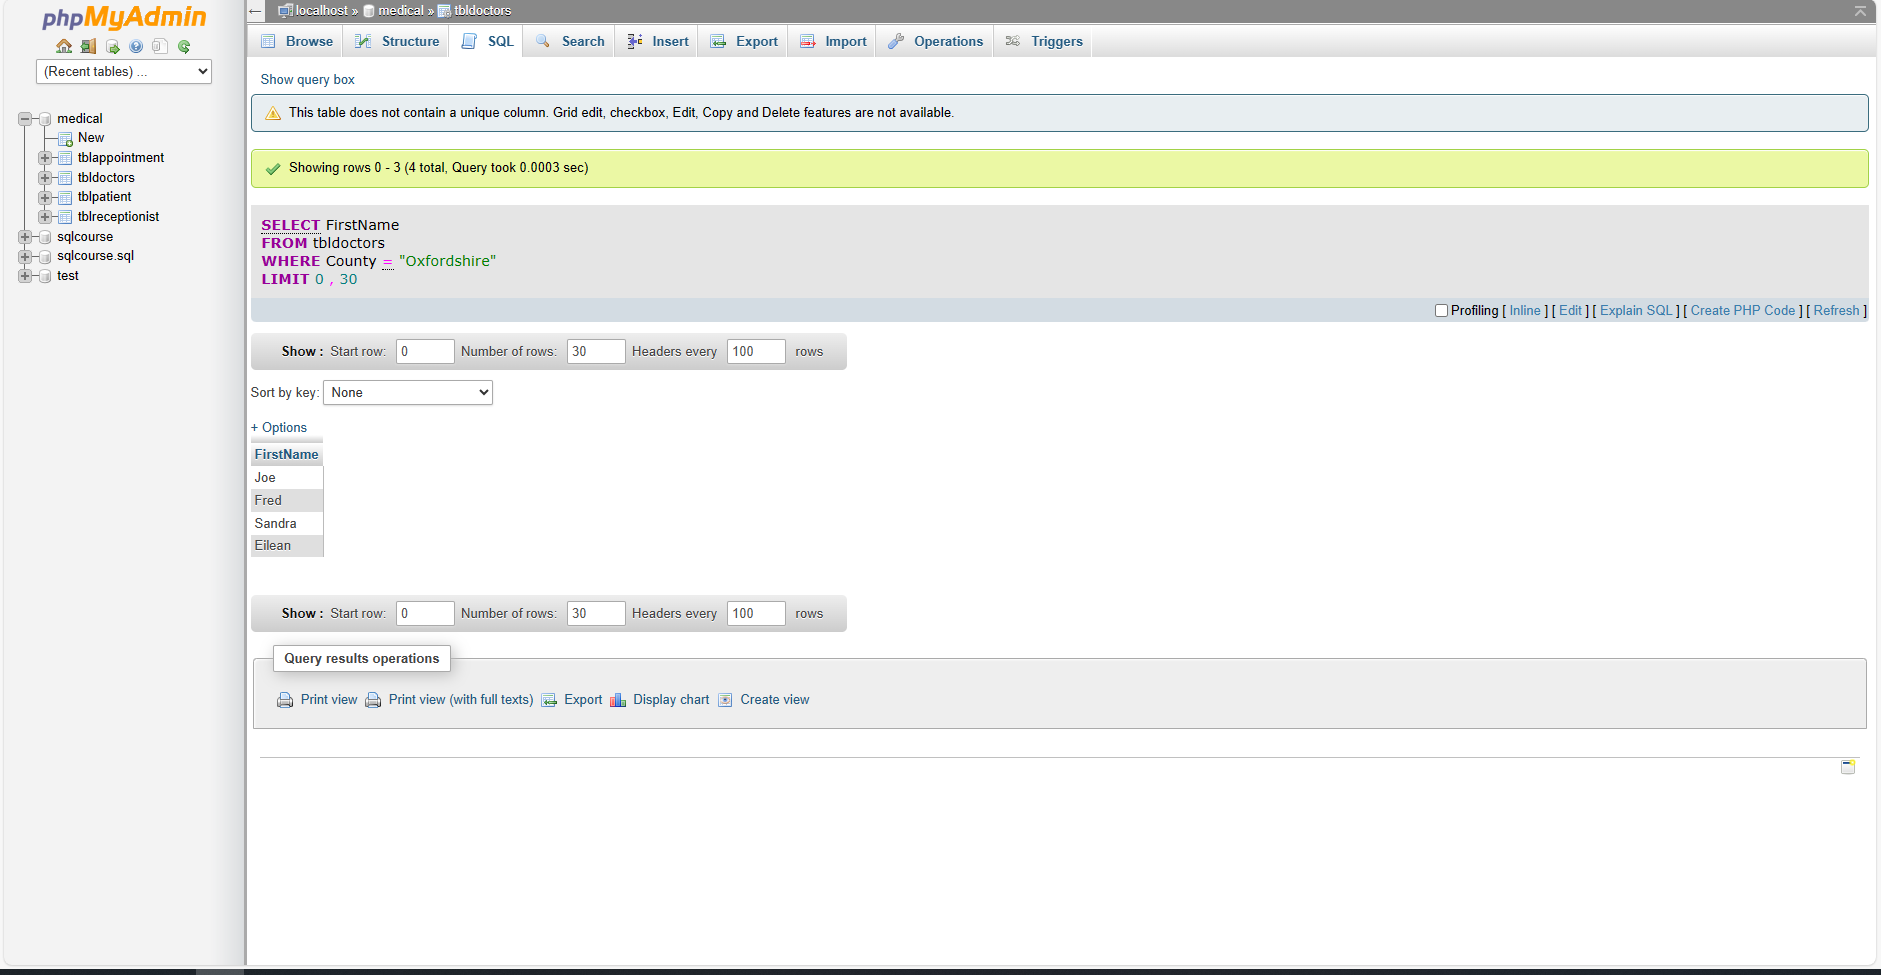 phpMyAdmin
(Recent tables) ...
medical
New
tblappointment
tbldoctors
tblpatient
tblreceptionist
sqlcourse
sqlcourse.sql
test
localhost » medical » tbldoctors
Browse Structure SQL Search Insert Export Import Operations Triggers
Show query box
This table does not contain a unique column. Grid edit, checkbox, Edit, Copy and Delete features are not available.
Showing rows 0 - 3 (4 total, Query took 0.0003 sec)
SELECT FirstName
FROM tbldoctors
WHERE County = "Oxfordshire"
LIMIT 0 , 30
Profiling [ Inline ] [ Edit ] [ Explain SQL ] [ Create PHP Code ] [ Refresh ]
Show : Start row: 0 Number of rows: 30 Headers every 100 rows
Sort by key: None
+ Options
FirstName
Joe
Fred
Sandra
Eilean
Show : Start row: 0 Number of rows: 30 Headers every 100 rows
Query results operations
Print view Print view (with full texts) Export Display chart Create view